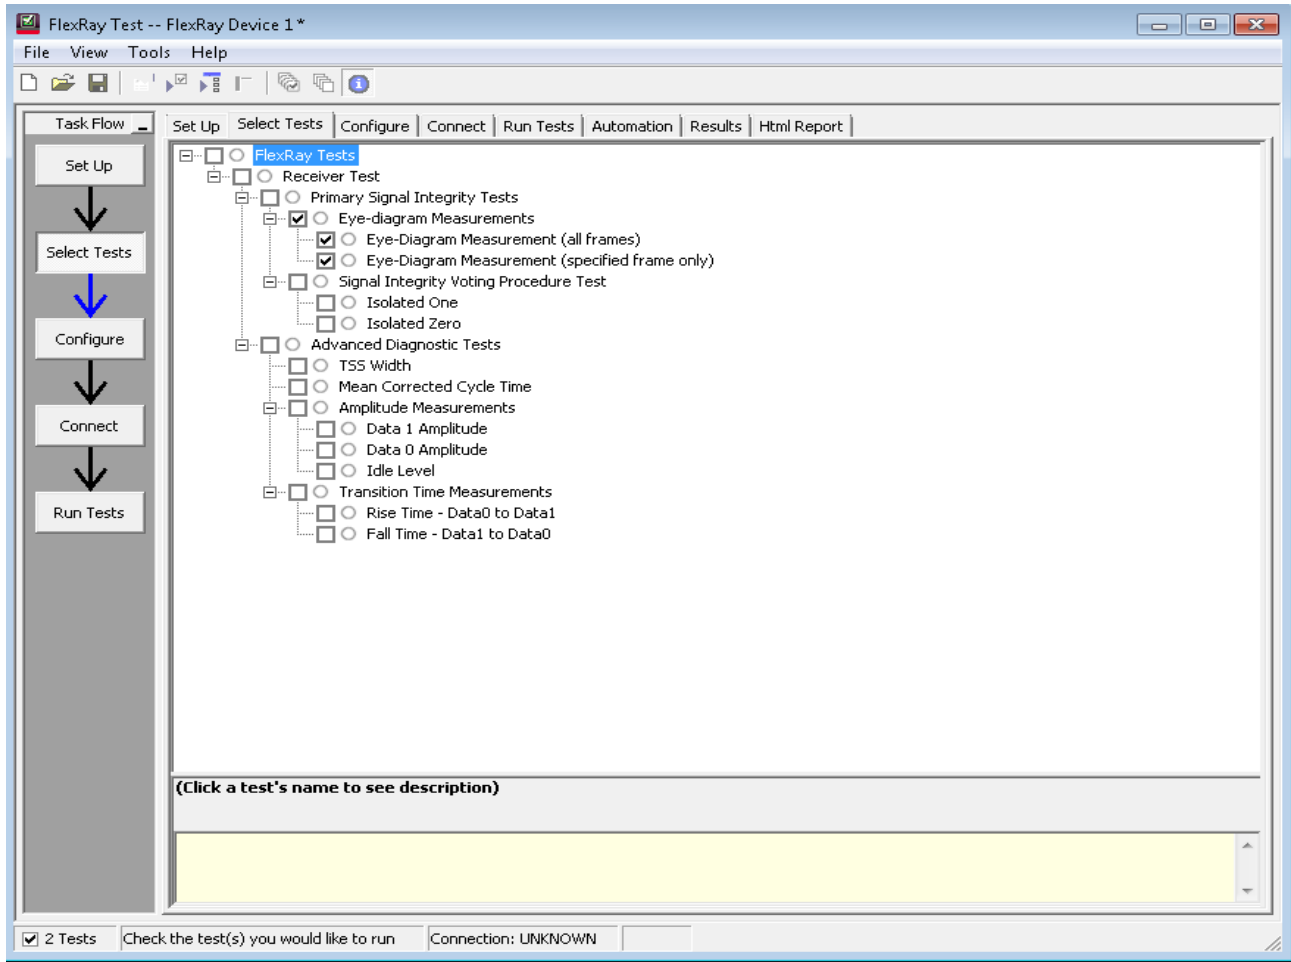 FlexRay Test -- FlexRay Device 1 *
File View Tools Help
Task Flow
Set Up Select Tests Configure Connect Run Tests Automation Results Html Report
Set Up
Select Tests
Configure
Connect
Run Tests
FlexRay Tests
Receiver Test
Primary Signal Integrity Tests
Eye-diagram Measurements
Eye-Diagram Measurement (all frames)
Eye-Diagram Measurement (specified frame only)
Signal Integrity Voting Procedure Test
Isolated One
Isolated Zero
Advanced Diagnostic Tests
TSS Width
Mean Corrected Cycle Time
Amplitude Measurements
Data 1 Amplitude
Data 0 Amplitude
Idle Level
Transition Time Measurements
Rise Time - Data0 to Data1
Fall Time - Data1 to Data0
(Click a test's name to see description)
2 Tests Check the test(s) you would like to run Connection: UNKNOWN